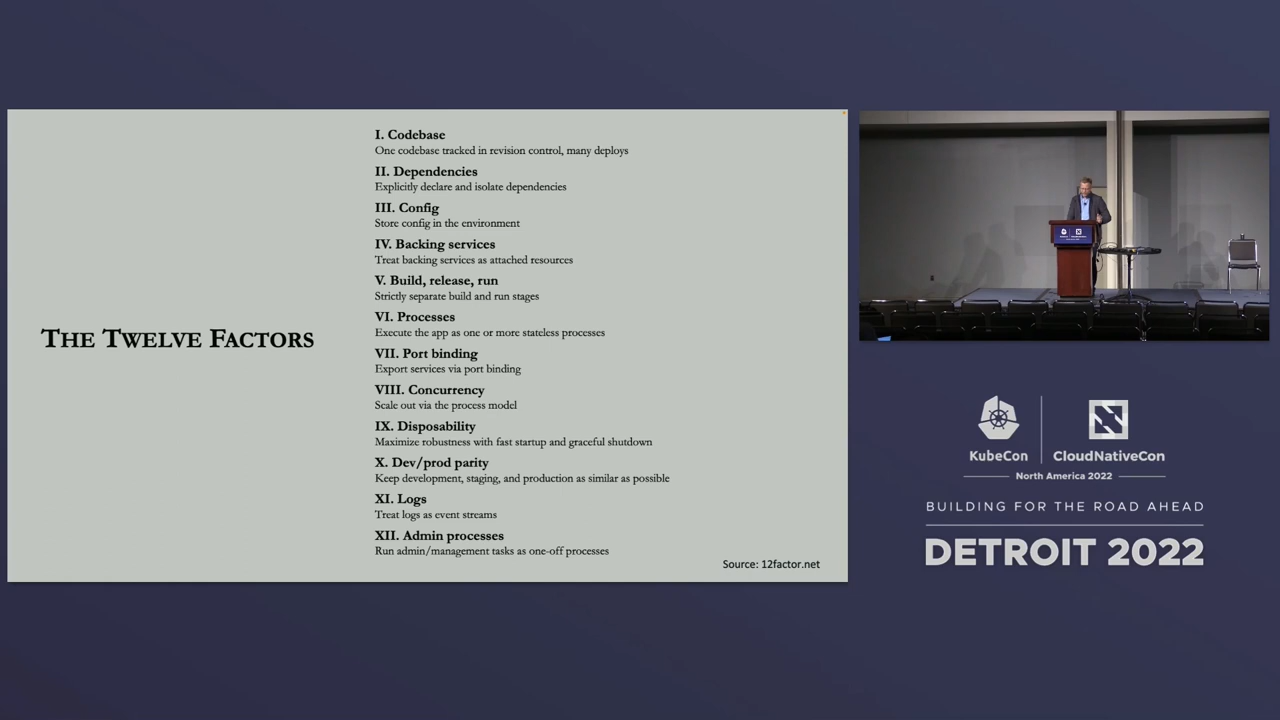 THE TWELVE FACTORS
I. Codebase
One codebase tracked in revision control, many deploys
II. Dependencies
Explicitly declare and isolate dependencies
III. Config
Store config in the environment
IV. Backing services
Treat backing services as attached resources
V. Build, release, run
Strictly separate build and run stages
VI. Processes
Execute the app as one or more stateless processes
VII. Port binding
Export services via port binding
VIII. Concurrency
Scale out via the process model
IX. Disposability
Maximize robustness with fast startup and graceful shutdown
X. Dev/prod parity
Keep development, staging, and production as similar as possible
XI. Logs
Treat logs as event streams
XII. Admin processes
Run admin/management tasks as one-off processes
Source: 12factor.net
KubeCon
CloudNativeCon
North America 2022
BUILDING FOR THE ROAD AHEAD
DETROIT 2022